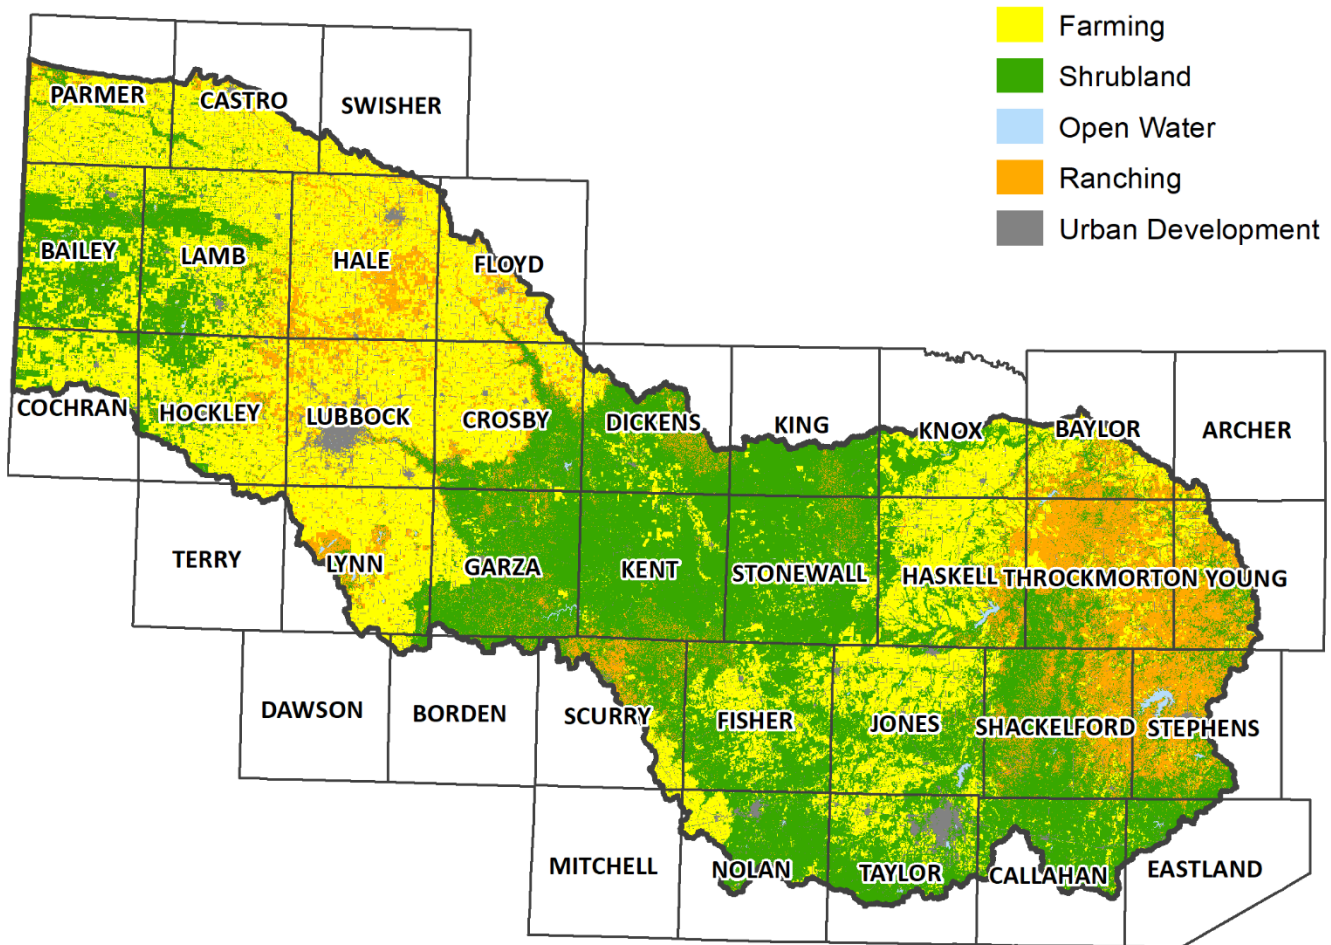 Farming
Shrubland
Open Water
Ranching
Urban Development
PARMER
CASTRO
SWISHER
BAILEY
LAMB
HALE
FLOYD
COCHRAN
HOCKLEY
LUBBOCK
CROSBY
DICKENS
KING
KNOX
BAYLOR
ARCHER
TERRY
LYNN
GARZA
KENT
STONEWALL
HASKELL
THROCKMORTON
YOUNG
DAWSON
BORDEN
SCURRY
FISHER
JONES
SHACKELFORD
STEPHENS
MITCHELL
NOLAN
TAYLOR
CALLAHAN
EASTLAND